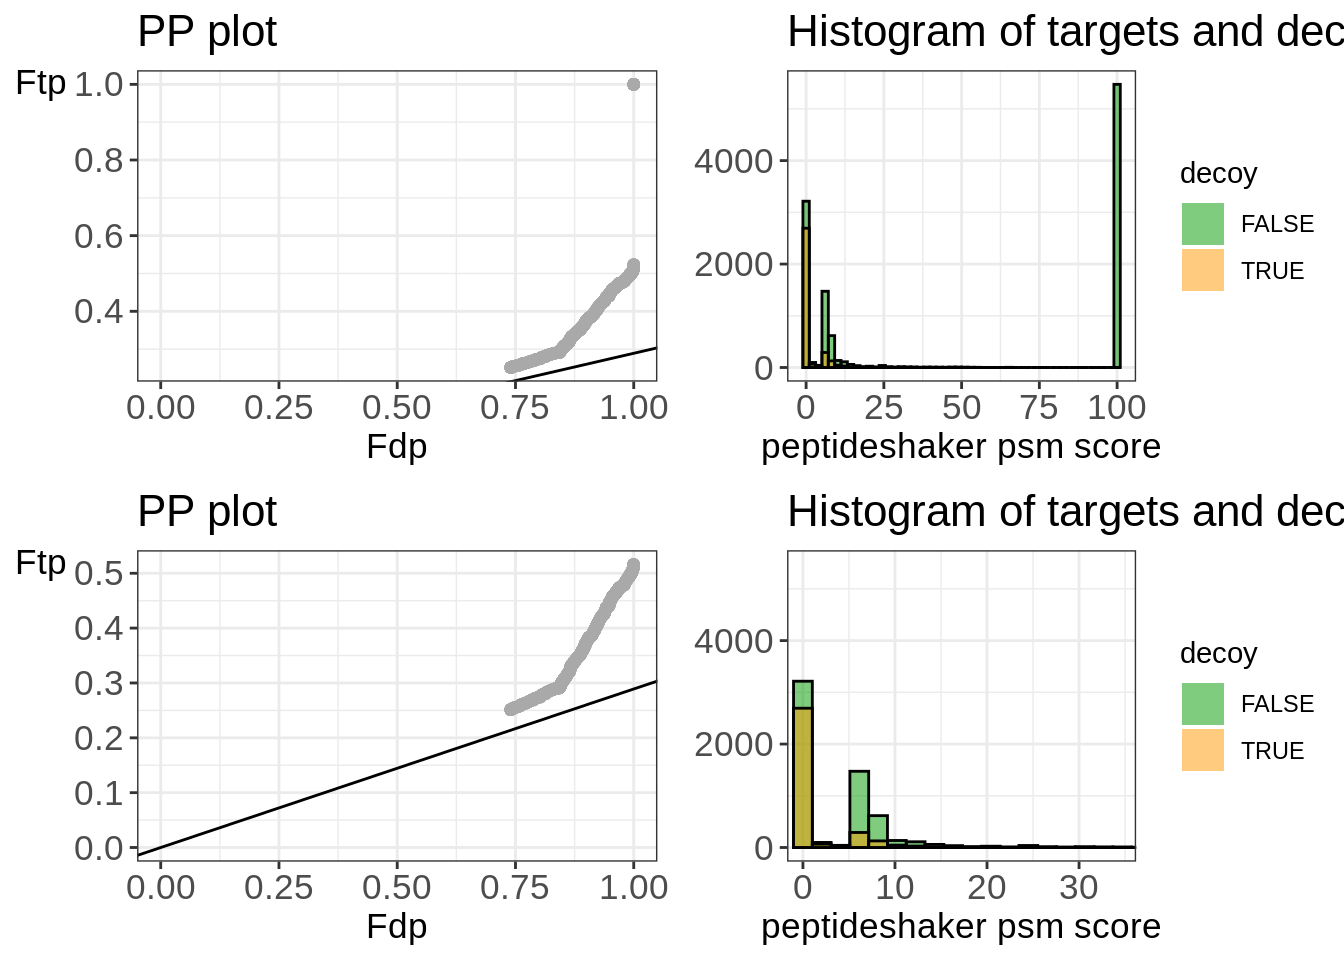 PP plot
Ftp
1.0
0.8
0.6
0.4
0.00 0.25 0.50 0.75 1.00
Fdp
Histogram of targets and dec
4000
2000
0
0 25 50 75 100
peptideshaker psm score
decoy
FALSE
TRUE
PP plot
Ftp
0.5
0.4
0.3
0.2
0.1
0.0
0.00 0.25 0.50 0.75 1.00
Fdp
Histogram of targets and dec
4000
2000
0
0 10 20 30
peptideshaker psm score
decoy
FALSE
TRUE